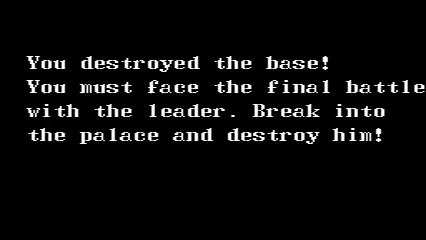 You destroyed the base!
You must face the final battle
with the leader. Break into
the palace and destroy him!